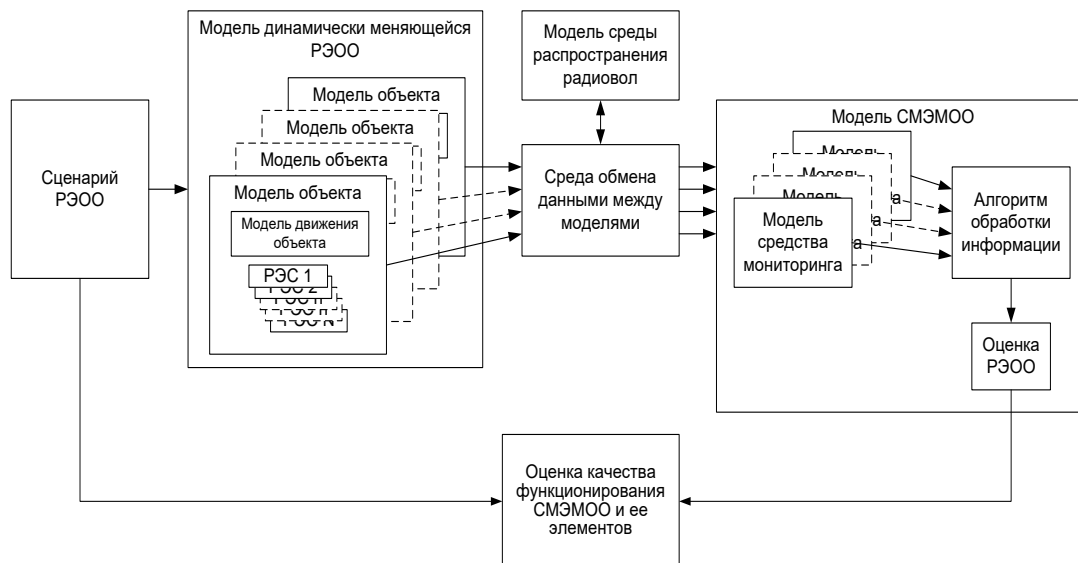 Сценарий
РЭОО
Модель динамически меняющейся
РЭОО
Модель объекта
Модель объекта
Модель объекта
Модель объекта
Модель движения
объекта
РЭС 1
РЭС 2
Модель среды
распространения
радиовол
Среда обмена
данными между
моделями
Модель СМЭМОО
Модель
средства
мониторинга
а
а
а
Алгоритм
обработки
информации
Оценка
РЭОО
Оценка качества
функционирования
СМЭМОО и ее
элементов